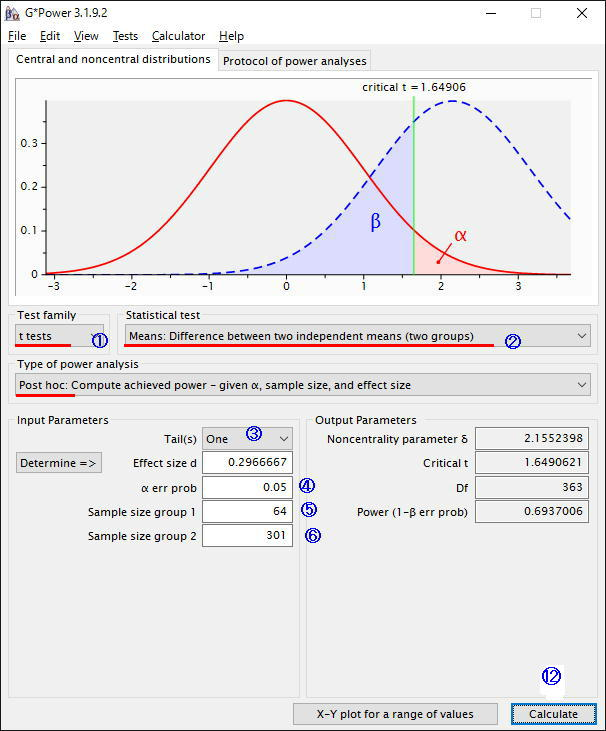 G*Power 3.1.9.2
File Edit View Tests Calculator Help
Central and noncentral distributions Protocol of power analyses
critical t = 1.64906
0.3
0.2
0.1
0
β
α
-3 -2 -1 0 1 2 3
Test family Statistical test
t tests ① Means: Difference between two independent means (two groups) ②
Type of power analysis
Post hoc: Compute achieved power – given α, sample size, and effect size
Input Parameters Output Parameters
Tail(s) One ③ Noncentrality parameter δ 2.1552398
Determine => Effect size d 0.2966667 Critical t 1.6490621
α err prob 0.05 ④ Df 363
Sample size group 1 64 ⑤ Power (1-β err prob) 0.6937006
Sample size group 2 301 ⑥
⑫
X-Y plot for a range of values Calculate